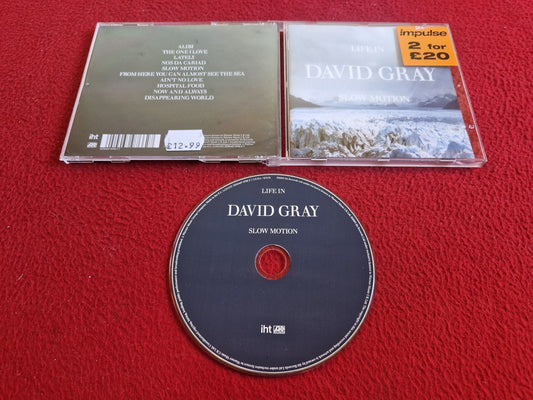 ALIBI
THE ONE I LOVE
LATELY
NOS DA CARIAD
SLOW MOTION
FROM HERE YOU CAN ALMOST SEE THE SEA
AIN'T NO LOVE
HOSPITAL FOOD
NOW AND ALWAYS
DISAPPEARING WORLD
iht
£12.99
impulse
2 for
£20
LIFE IN
DAVID GRAY
SLOW MOTION
LIFE IN
DAVID GRAY
SLOW MOTION
iht